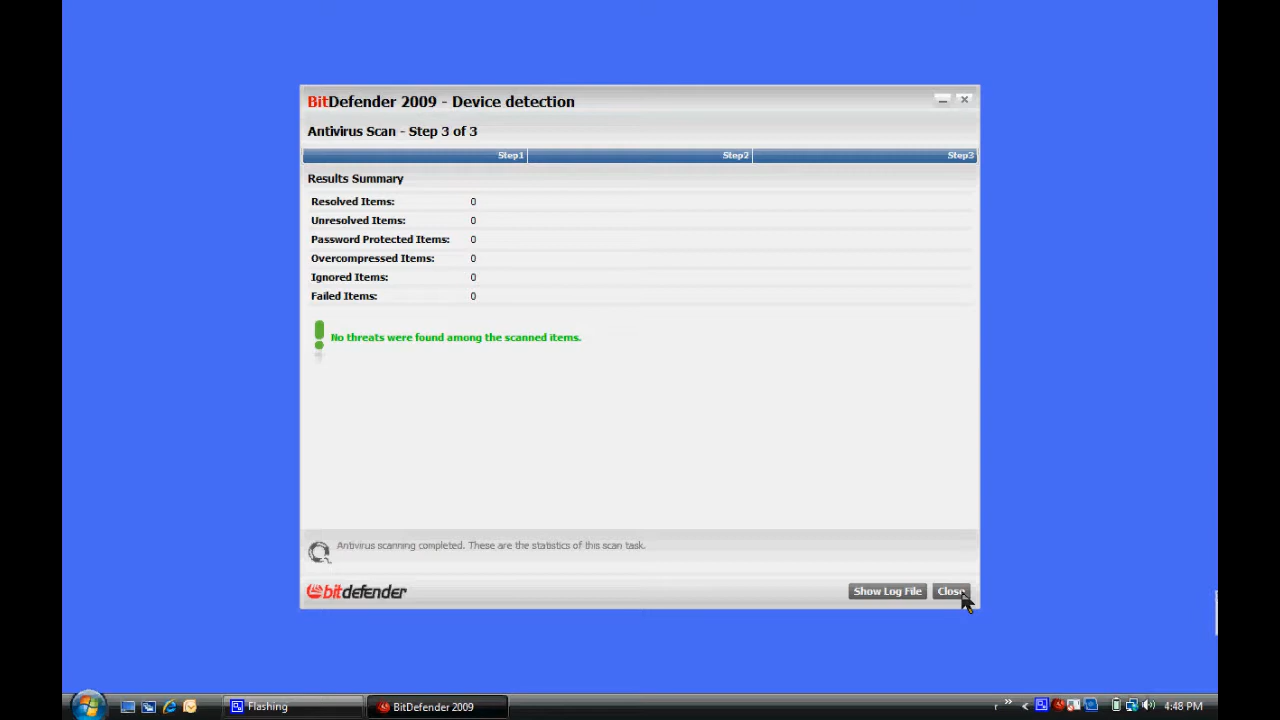 BitDefender 2009 - Device detection
Antivirus Scan - Step 3 of 3
Step1 Step2 Step3
Results Summary
Resolved Items: 0
Unresolved Items: 0
Password Protected Items: 0
Overcompressed Items: 0
Ignored Items: 0
Failed Items: 0
No threats were found among the scanned items.
Antivirus scanning completed. These are the statistics of this scan task.
bitdefender
Show Log File Close
Flashing BitDefender 2009 4:48 PM